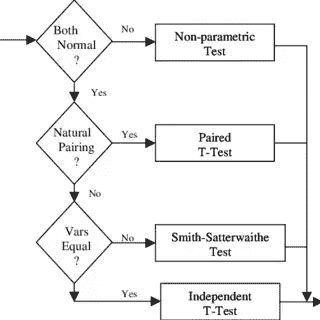 Both
Normal
?
No
Non-parametric
Test
Yes
Natural
Pairing
?
Yes
Paired
T-Test
No
Vars
Equal
?
No
Smith-Satterwaithe
Test
Yes
Independent
T-Test